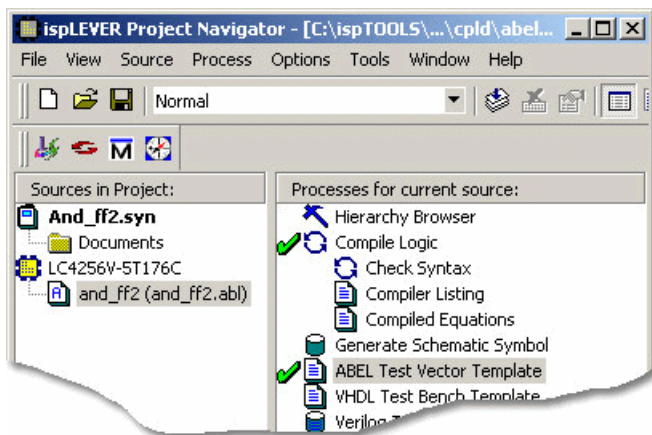 ispLEVER Project Navigator - [C:\ispTOOLS\...\cpld\abel...
File View Source Process Options Tools Window Help
Normal
Sources in Project:
Processes for current source:
And_ff2.syn
Documents
LC4256V-5T176C
and_ff2 (and_ff2.abl)
Hierarchy Browser
Compile Logic
Check Syntax
Compiler Listing
Compiled Equations
Generate Schematic Symbol
ABEL Test Vector Template
VHDL Test Bench Template
Verilog